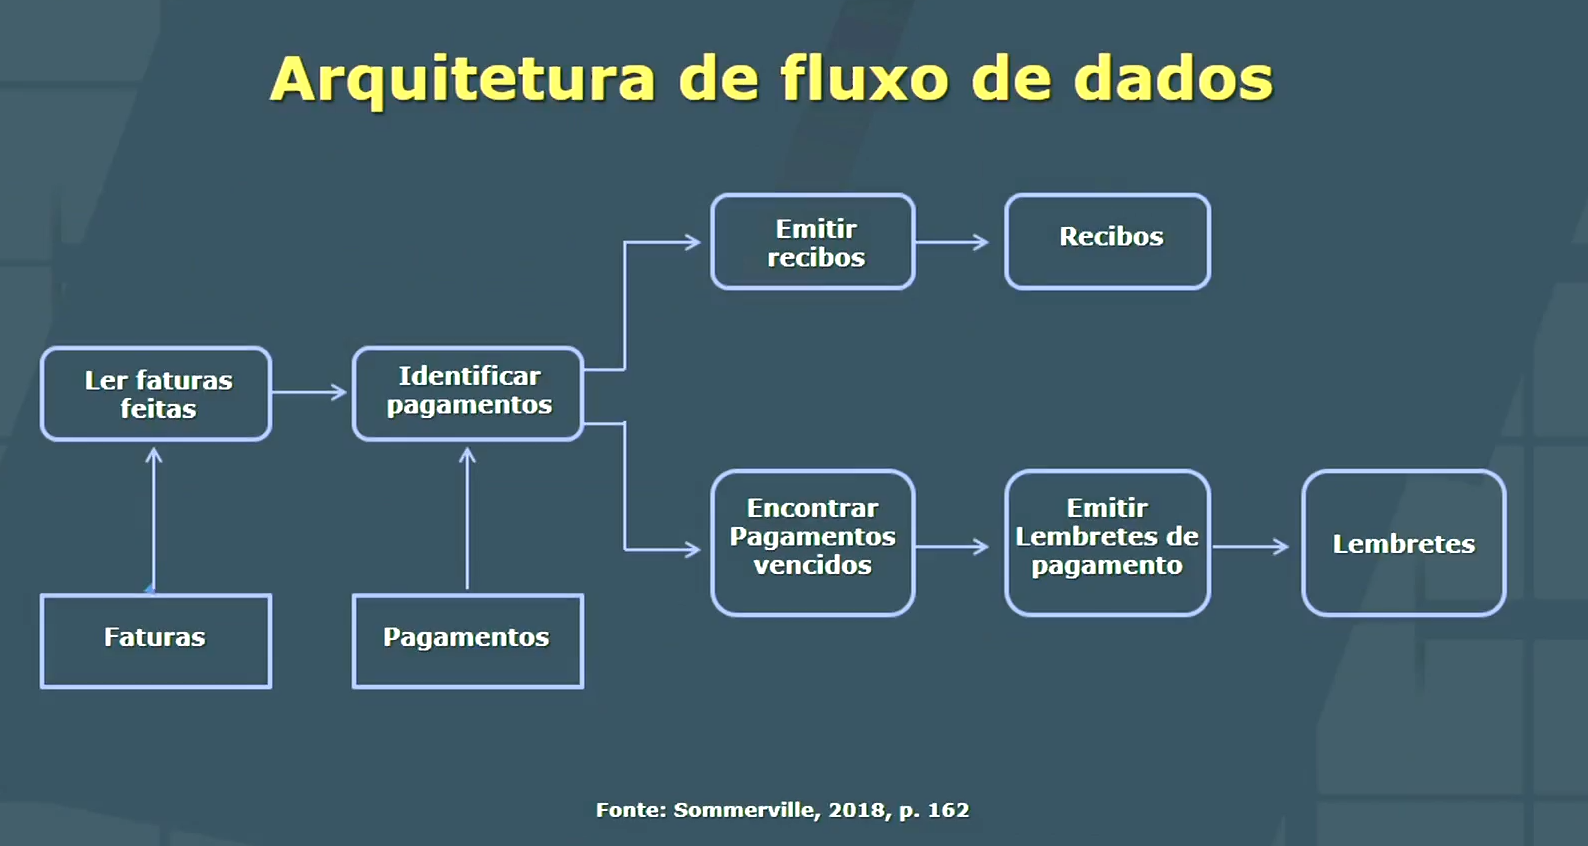 Arquitetura de fluxo de dados
Emitir
recibos
Recibos
Ler faturas
feitas
Identificar
pagamentos
Encontrar
Pagamentos
vencidos
Emitir
Lembretes de
pagamento
Lembretes
Faturas
Pagamentos
Fonte: Sommerville, 2018, p. 162